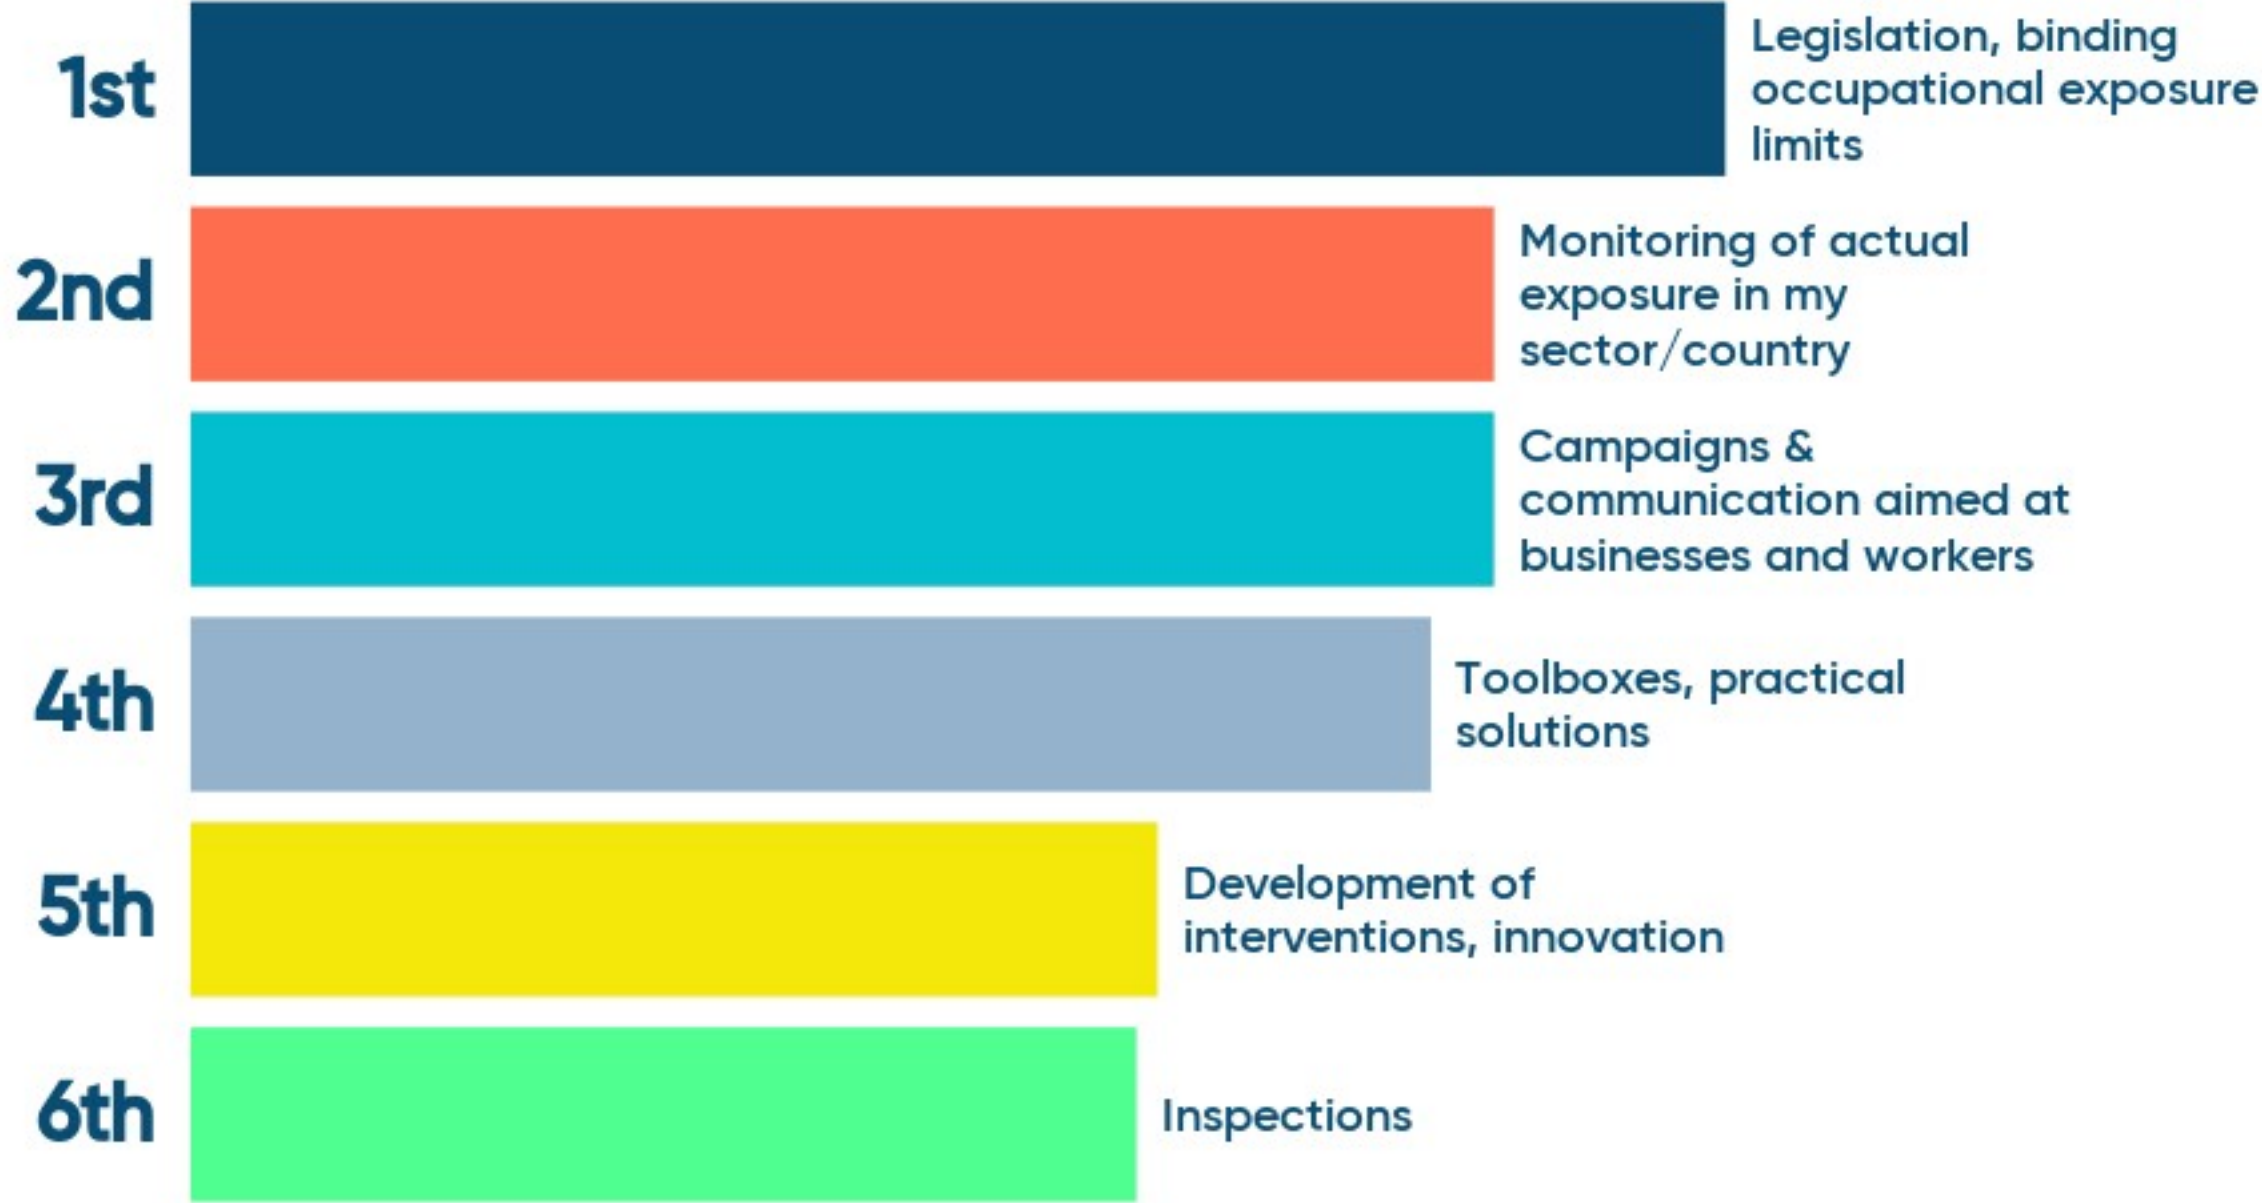 1st
Legislation, binding
occupational exposure
limits
2nd
Monitoring of actual
exposure in my
sector/country
3rd
Campaigns &
communication aimed at
businesses and workers
4th
Toolboxes, practical
solutions
5th
Development of
interventions, innovation
6th
Inspections